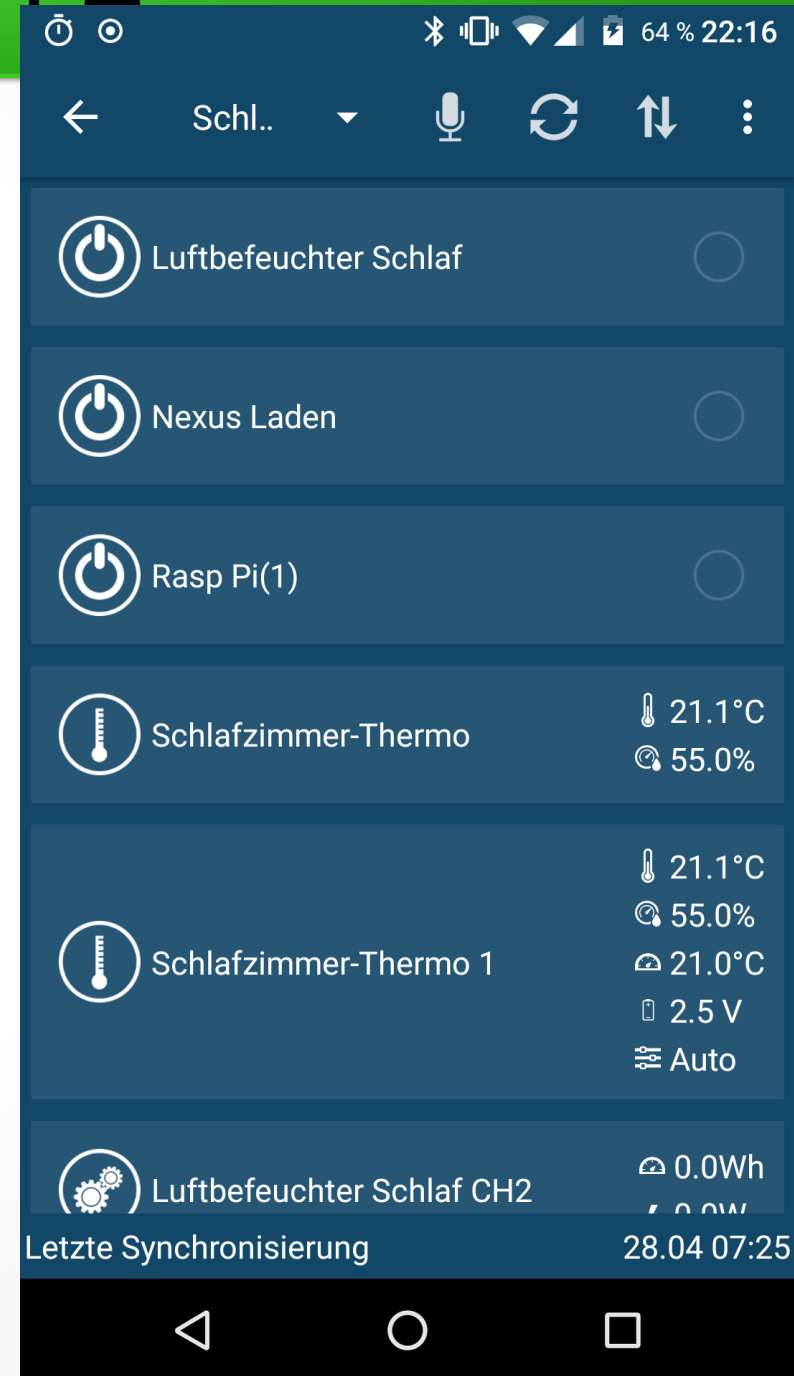 64 % 22:16
Schl..
Luftbefeuchter Schlaf
Nexus Laden
Rasp Pi(1)
Schlafzimmer-Thermo
21.1°C
55.0%
Schlafzimmer-Thermo 1
21.1°C
55.0%
21.0°C
2.5 V
Auto
Luftbefeuchter Schlaf CH2
0.0Wh
0.0W
Letzte Synchronisierung 28.04 07:25